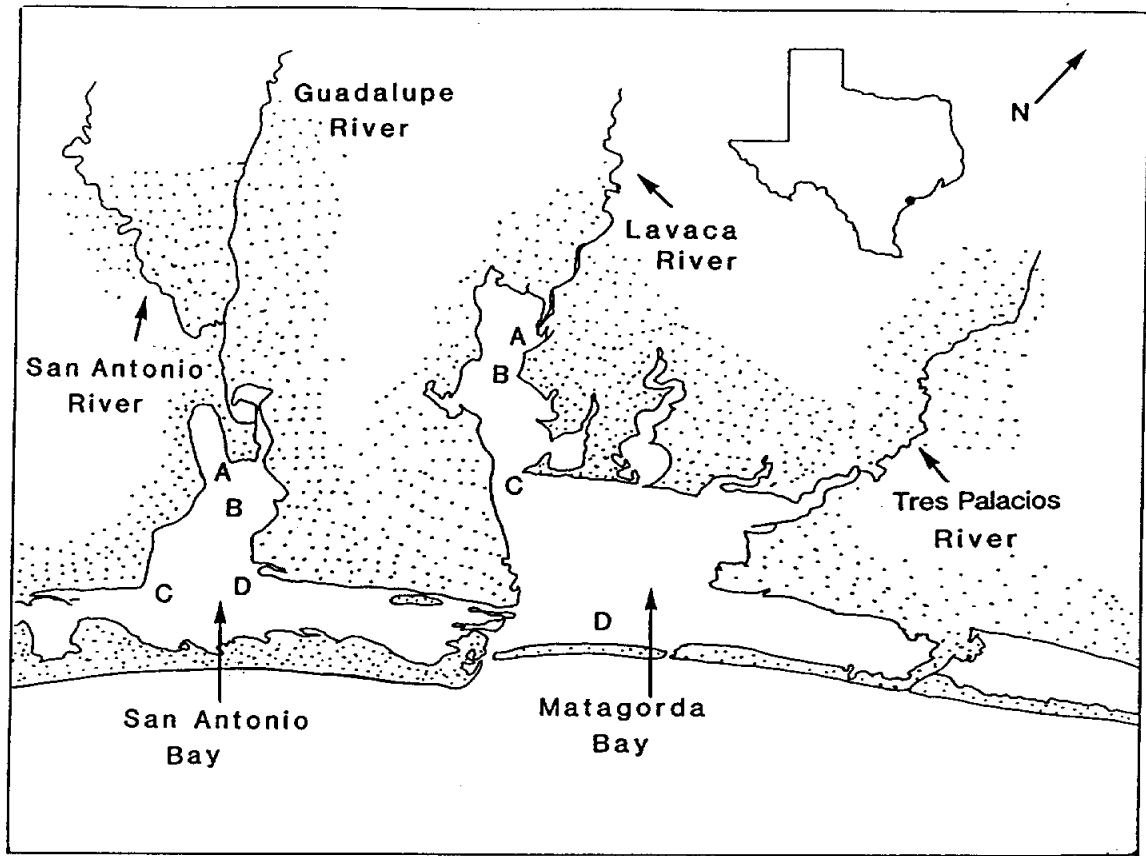 Guadalupe
River
N
Lavaca
River
San Antonio
River
A
B
A
B
C
Tres Palacios
River
C
D
D
San Antonio
Bay
Matagorda
Bay